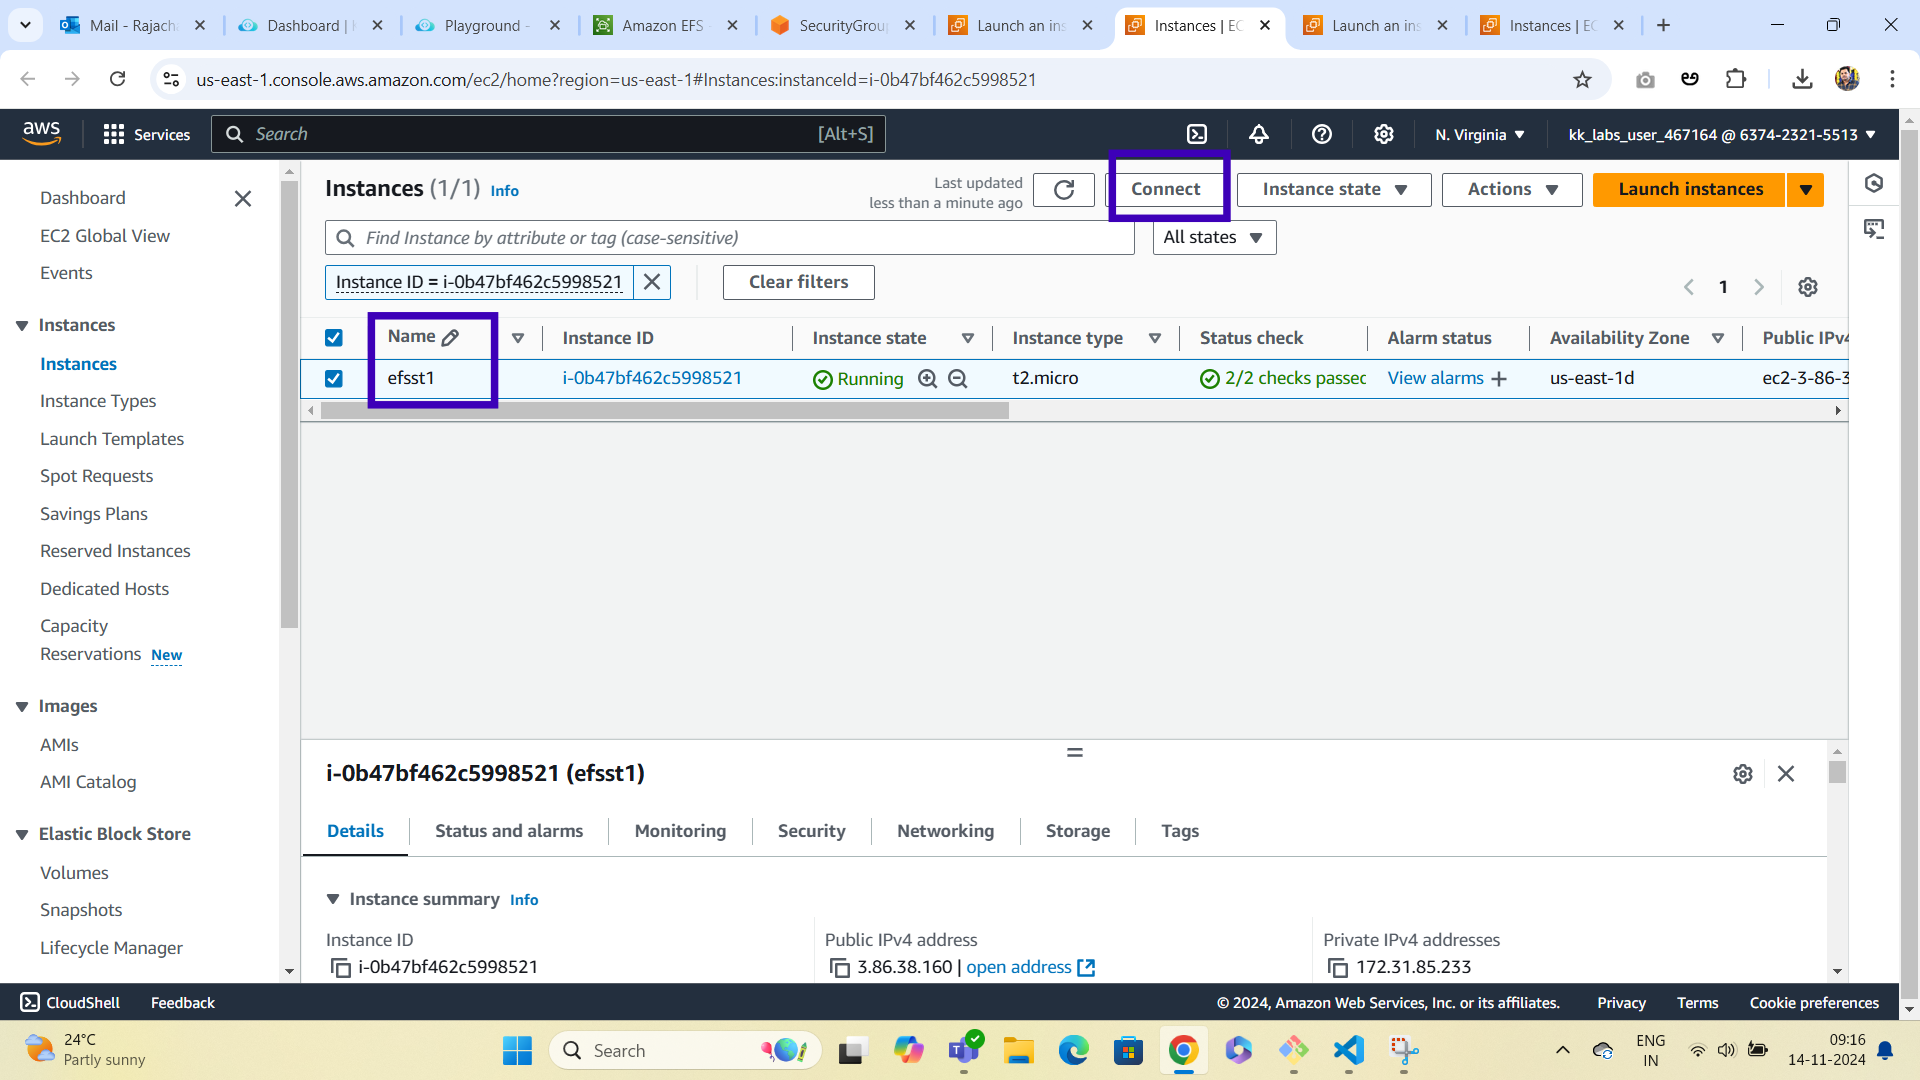 Mail - Rajach
Dashboard |
Playground -
Amazon EFS
SecurityGrou
Launch an ins
Instances | EC
Launch an ins
Instances | EC
us-east-1.console.aws.amazon.com/ec2/home?region=us-east-1#Instances:instanceId=i-0b47bf462c5998521
aws
Services
Search
[Alt+S]
N. Virginia
kk_labs_user_467164 @ 6374-2321-5513
Dashboard
EC2 Global View
Events
Instances
Instances
Instance Types
Launch Templates
Spot Requests
Savings Plans
Reserved Instances
Dedicated Hosts
Capacity
Reservations New
Images
AMIs
AMI Catalog
Elastic Block Store
Volumes
Snapshots
Lifecycle Manager
Instances (1/1) Info
Last updated
less than a minute ago
Connect
Instance state
Actions
Launch instances
Find Instance by attribute or tag (case-sensitive)
All states
Instance ID = i-0b47bf462c5998521
Clear filters
1
Name
Instance ID
Instance state
Instance type
Status check
Alarm status
Availability Zone
Public IPv4
efsst1
i-0b47bf462c5998521
Running
t2.micro
2/2 checks passed
View alarms
us-east-1d
ec2-3-86-3
i-0b47bf462c5998521 (efsst1)
Details
Status and alarms
Monitoring
Security
Networking
Storage
Tags
Instance summary Info
Instance ID
i-0b47bf462c5998521
Public IPv4 address
3.86.38.160 | open address
Private IPv4 addresses
172.31.85.233
CloudShell
Feedback
© 2024, Amazon Web Services, Inc. or its affiliates.
Privacy
Terms
Cookie preferences
24°C
Partly sunny
Search
ENG
IN
09:16
14-11-2024